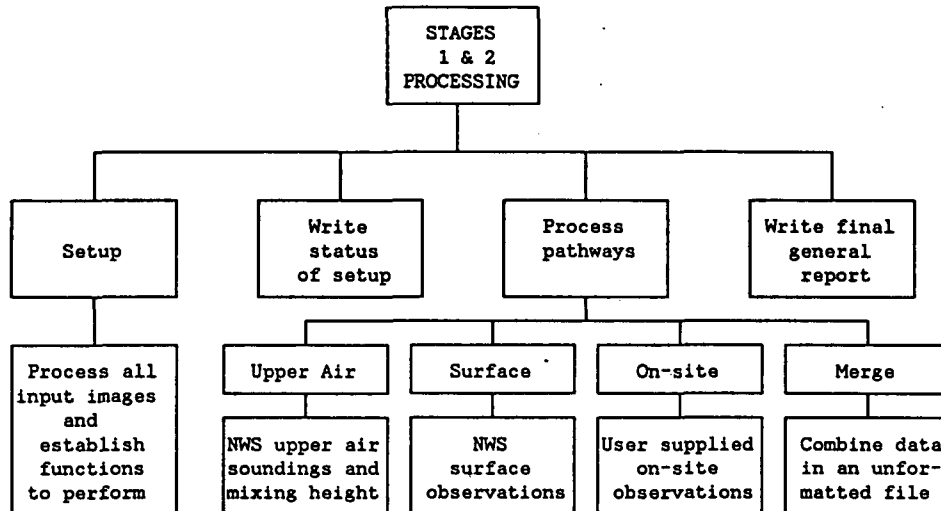 STAGES
1 & 2
PROCESSING
Setup
Write
status
of setup
Process
pathways
Write final
general
report
Process all
input images
and
establish
functions
to perform
Upper Air
Surface
On-site
Merge
NWS upper air
soundings and
mixing height
NWS
surface
observations
User supplied
on-site
observations
Combine data
in an unfor-
matted file